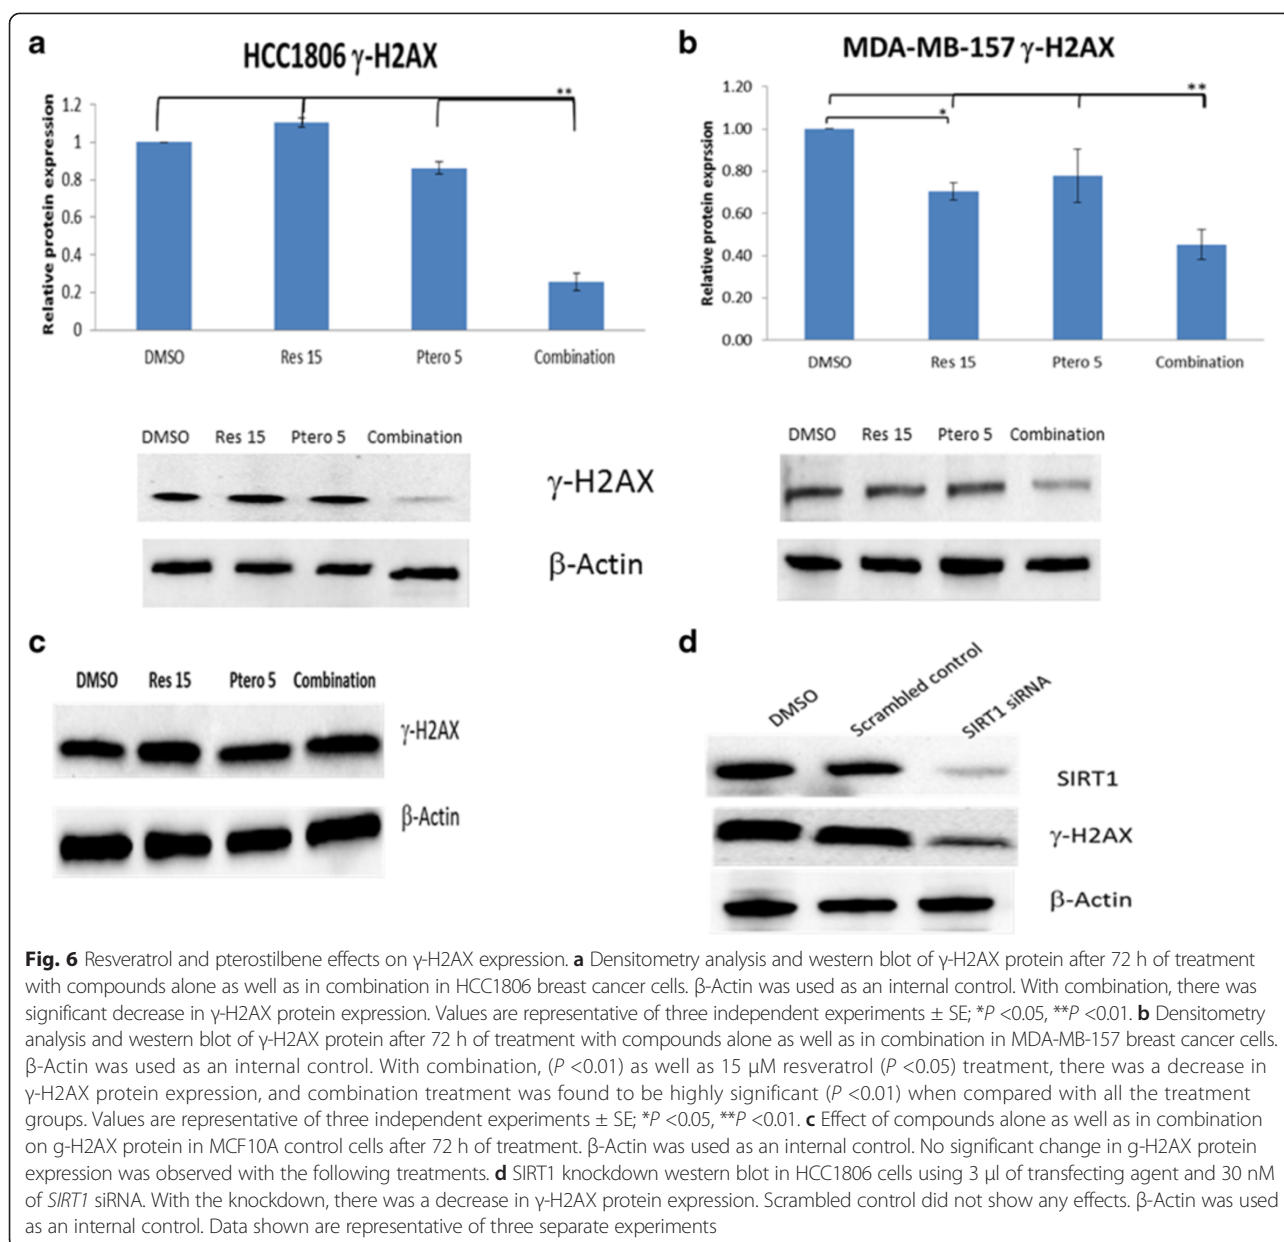 a
HCC1806 γ-H2AX
**
Relative protein expression
1.2
1
0.8
0.6
0.4
0.2
0
DMSO Res 15 Ptero 5 Combination
DMSO Res 15 Ptero 5 Combination
γ-H2AX
β-Actin
b
MDA-MB-157 γ-H2AX
**
*
Relative protein exprssion
1.20
1.00
0.80
0.60
0.40
0.20
0.00
DMSO Res 15 Ptero 5 Combination
DMSO Res 15 Ptero 5 Combination
c
DMSO Res 15 Ptero 5 Combination
γ-H2AX
β-Actin
d
DMSO
Scrambled control
SIRT1 siRNA
SIRT1
γ-H2AX
β-Actin
Fig. 6 Resveratrol and pterostilbene effects on γ-H2AX expression. a Densitometry analysis and western blot of γ-H2AX protein after 72 h of treatment
with compounds alone as well as in combination in HCC1806 breast cancer cells. β-Actin was used as an internal control. With combination, there was
significant decrease in γ-H2AX protein expression. Values are representative of three independent experiments ± SE; *P <0.05, **P <0.01. b Densitometry
analysis and western blot of γ-H2AX protein after 72 h of treatment with compounds alone as well as in combination in MDA-MB-157 breast cancer cells.
β-Actin was used as an internal control. With combination, (P <0.01) as well as 15 μM resveratrol (P <0.05) treatment, there was a decrease in
γ-H2AX protein expression, and combination treatment was found to be highly significant (P <0.01) when compared with all the treatment
groups. Values are representative of three independent experiments ± SE; *P <0.05, **P <0.01. c Effect of compounds alone as well as in combination
on g-H2AX protein in MCF10A control cells after 72 h of treatment. β-Actin was used as an internal control. No significant change in g-H2AX protein
expression was observed with the following treatments. d SIRT1 knockdown western blot in HCC1806 cells using 3 μl of transfecting agent and 30 nM
of SIRT1 siRNA. With the knockdown, there was a decrease in γ-H2AX protein expression. Scrambled control did not show any effects. β-Actin was used
as an internal control. Data shown are representative of three separate experiments